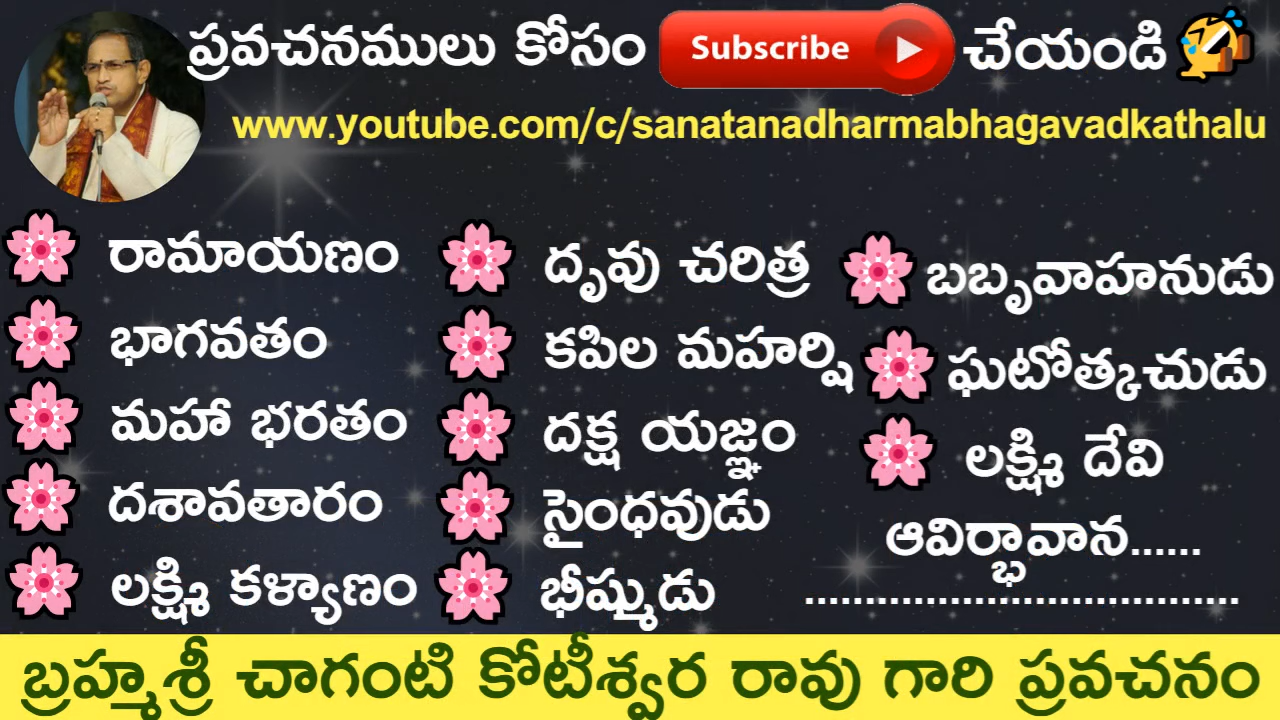 ప్రవచనములు కోసం Subscribe చేయండి
www.youtube.com/c/sanatanadharmabhagavadkathalu
రామాయణం
భాగవతం
మహా భరతం
దశావతారం
లక్ష్మి కళ్యాణం
దృవు చరిత్ర
కపిల మహర్షి
దక్ష యజ్ఞం
సైంధవుడు
భీష్ముడు
బబృవాహనుడు
ఘటోత్కచుడు
లక్ష్మి దేవి
ఆవిర్భావాన......
....................................
బ్రహ్మశ్రీ చాగంటి కోటీశ్వర రావు గారి ప్రవచనం